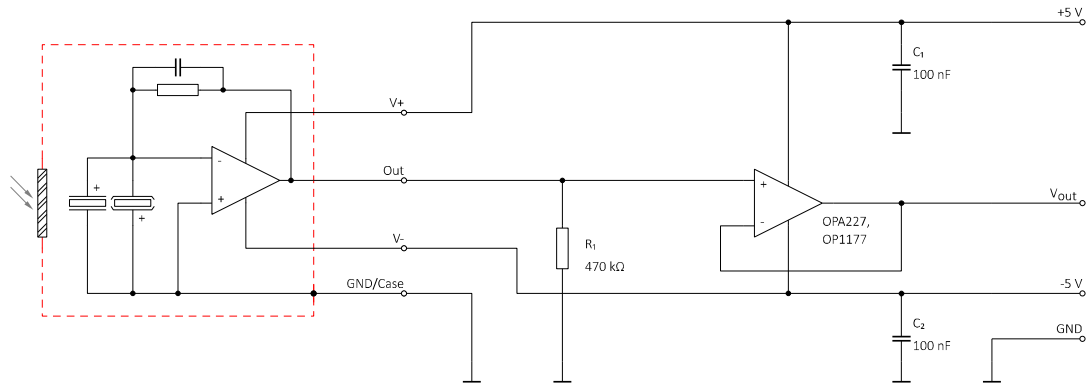 +5 V
C₁
100 nF
V+
-
+
+
+
Out
+
-
Vout
OPA227,
OP1177
V-
R₁
470 kΩ
GND/Case
-5 V
C₂
100 nF
GND